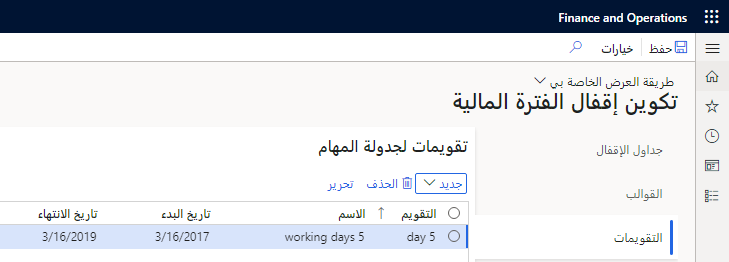 Finance and Operations
حفظ خيارات
طريقة العرض الخاصة بي
تكوين إقفال الفترة المالية
جداول الإقفال
القوالب
التقويمات
تقويمات لجدولة المهام
جديد الحذف تحرير
التقويم الاسم تاريخ البدء تاريخ الانتهاء
day 5 working days 5 3/16/2017 3/16/2019